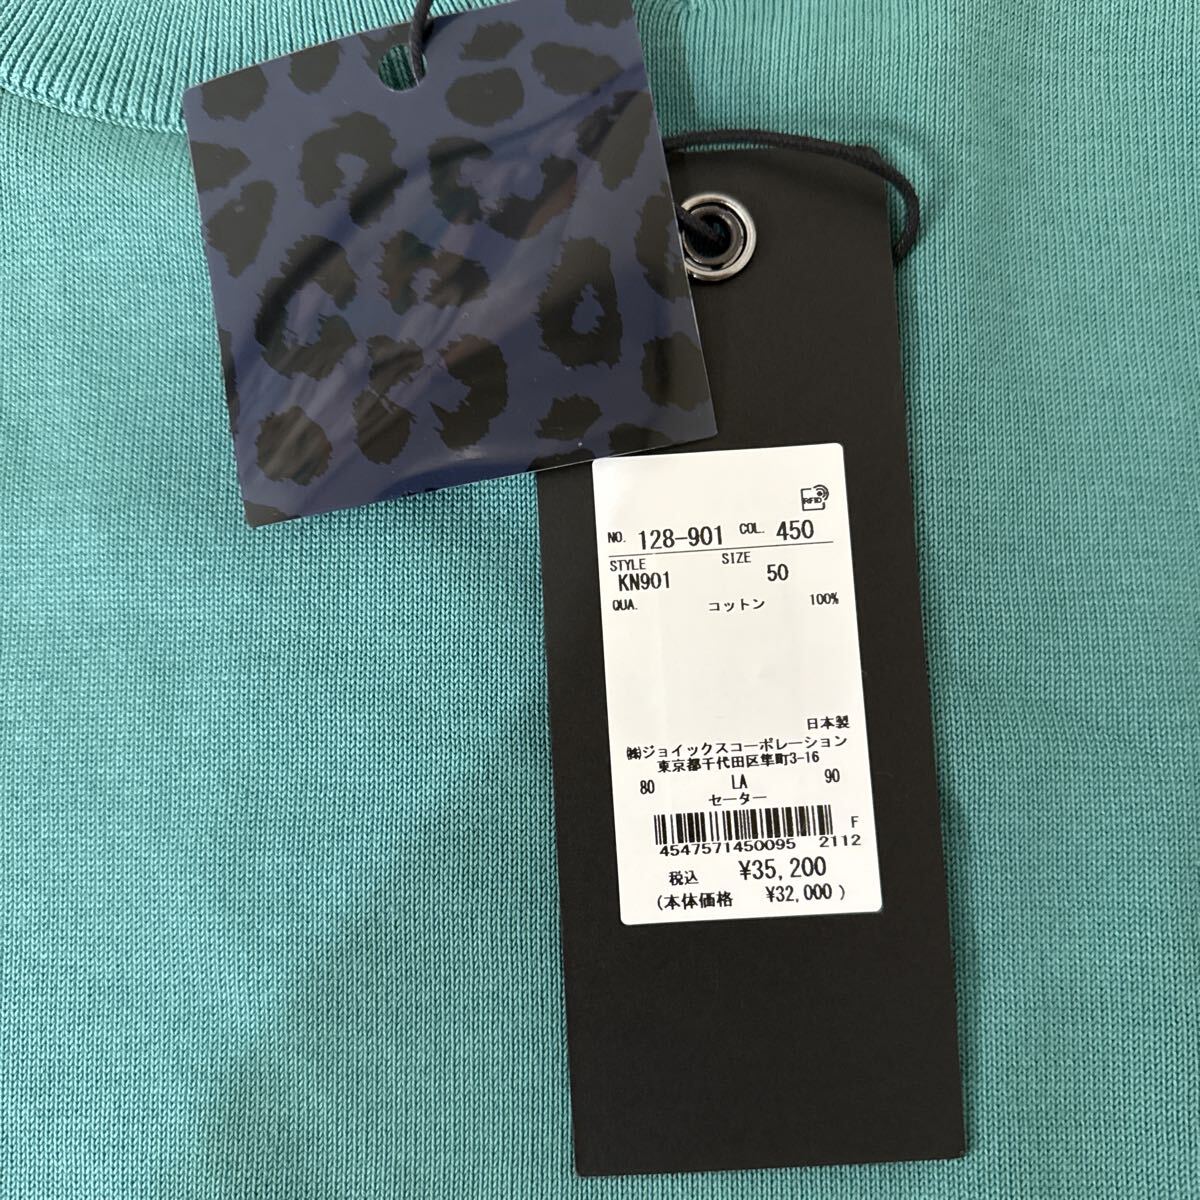 RFID
NO. 128-901 COL. 450
STYLE SIZE
KN901 50
QUA. コットン 100%
日本製
㈱ジョイックスコーポレーション
東京都千代田区隼町3-16
80 LA 90
セーター
F
4547571450095 2112
税込 ¥35,200
(本体価格 ¥32,000)